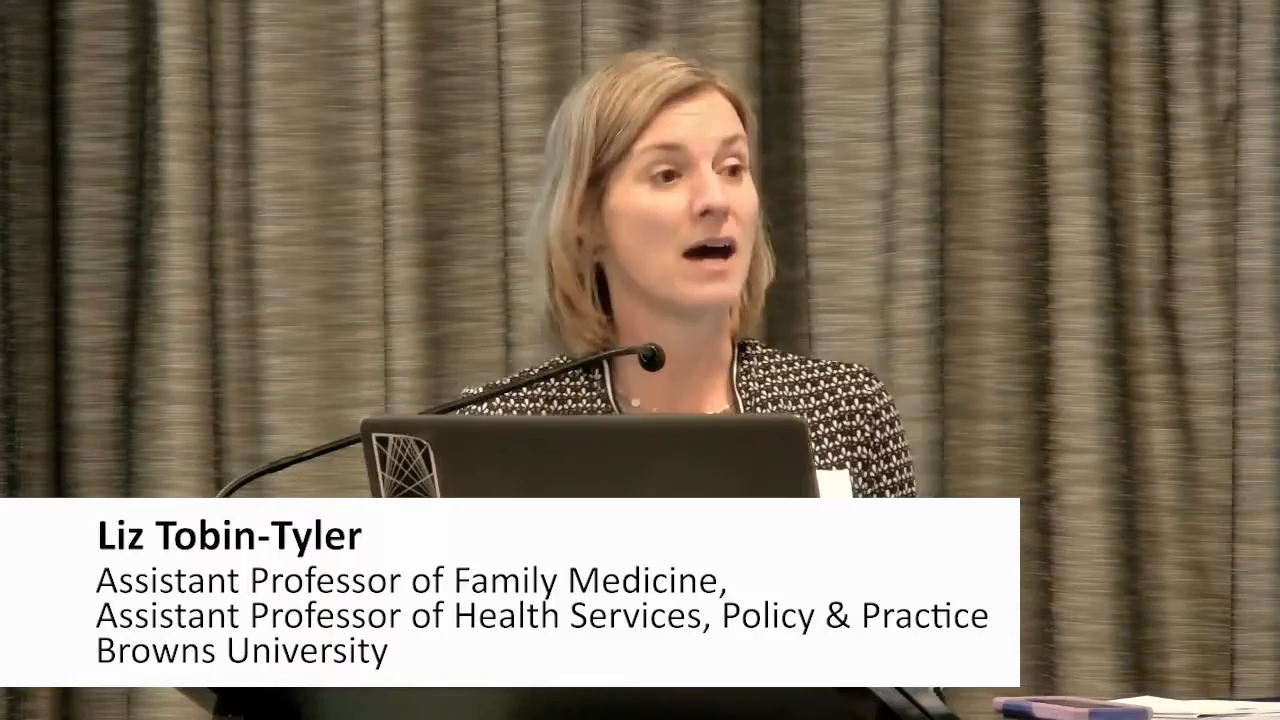 Liz Tobin-Tyler
Assistant Professor of Family Medicine,
Assistant Professor of Health Services, Policy & Practice
Browns University